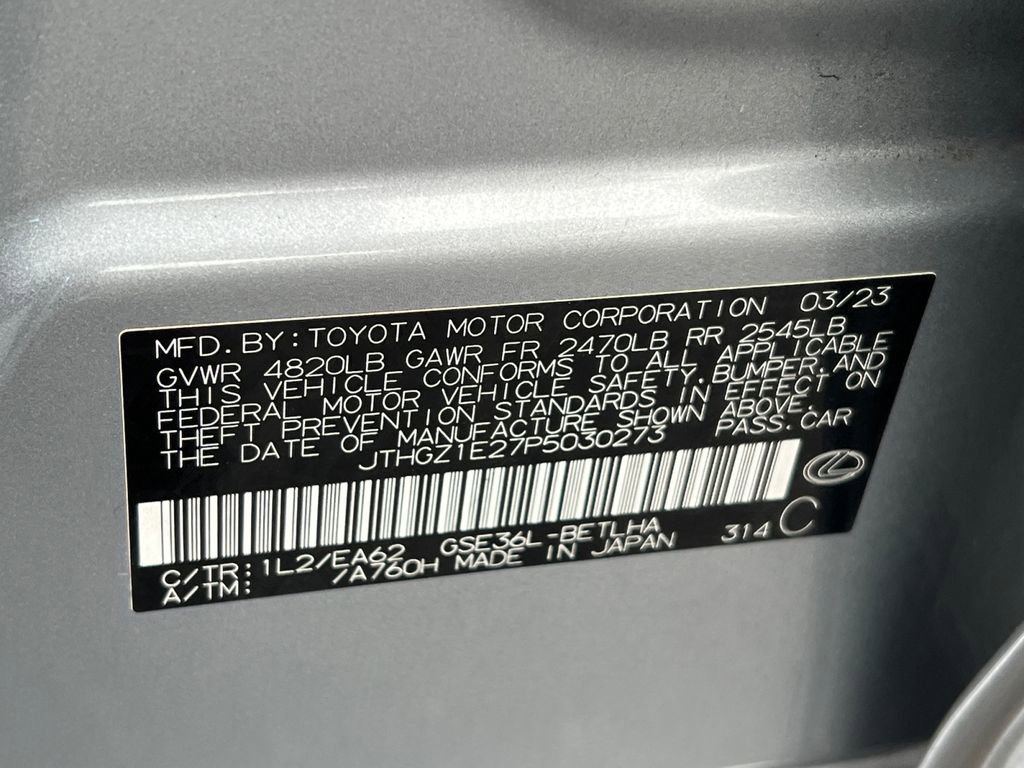 MFD.BY:TOYOTA MOTOR CORPORATION 03/23
GVWR 4820LB GAWR FR 2470LB RR 2545LB
THIS VEHICLE CONFORMS TO ALL APPLICABLE
FEDERAL MOTOR VEHICLE SAFETY,BUMPER,AND
THEFT PREVENTION STANDARDS IN EFFECT ON
THE DATE OF MANUFACTURE SHOWN ABOVE.
JTHGZ1E27P5030273 PASS.CAR
C/TR:1L2/EA62 GSE36L-BETLHA 314 C
A/TM: /A760H MADE IN JAPAN